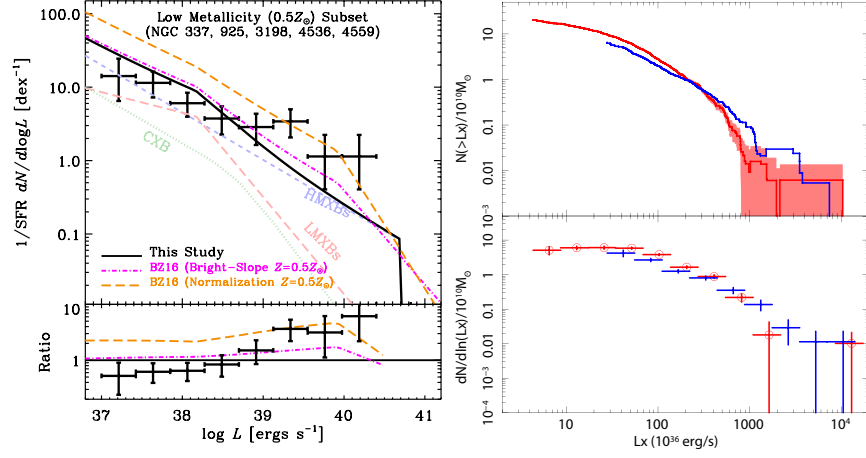 Low Metallicity (0.5Z⊙) Subset
(NGC 337, 925, 3198, 4536, 4559)
100.0
10.0
1.0
0.1
1/SFR dN/dlogL [dex⁻¹]
CXB
HMXBs
LMXBs
This Study
BZ16 (Bright-Slope Z=0.5Z⊙)
BZ16 (Normalization Z=0.5Z⊙)
10
1
Ratio
37 38 39 40 41
log L [ergs s⁻¹]
10
1
0.1
0.01
10⁻³
N(>Lx)/10¹⁰M⊙
10
1
0.1
0.01
10⁻³
10⁻⁴
dN/dln(Lx)/10¹⁰M⊙
10 100 1000 10⁴
Lx (10³⁶ erg/s)